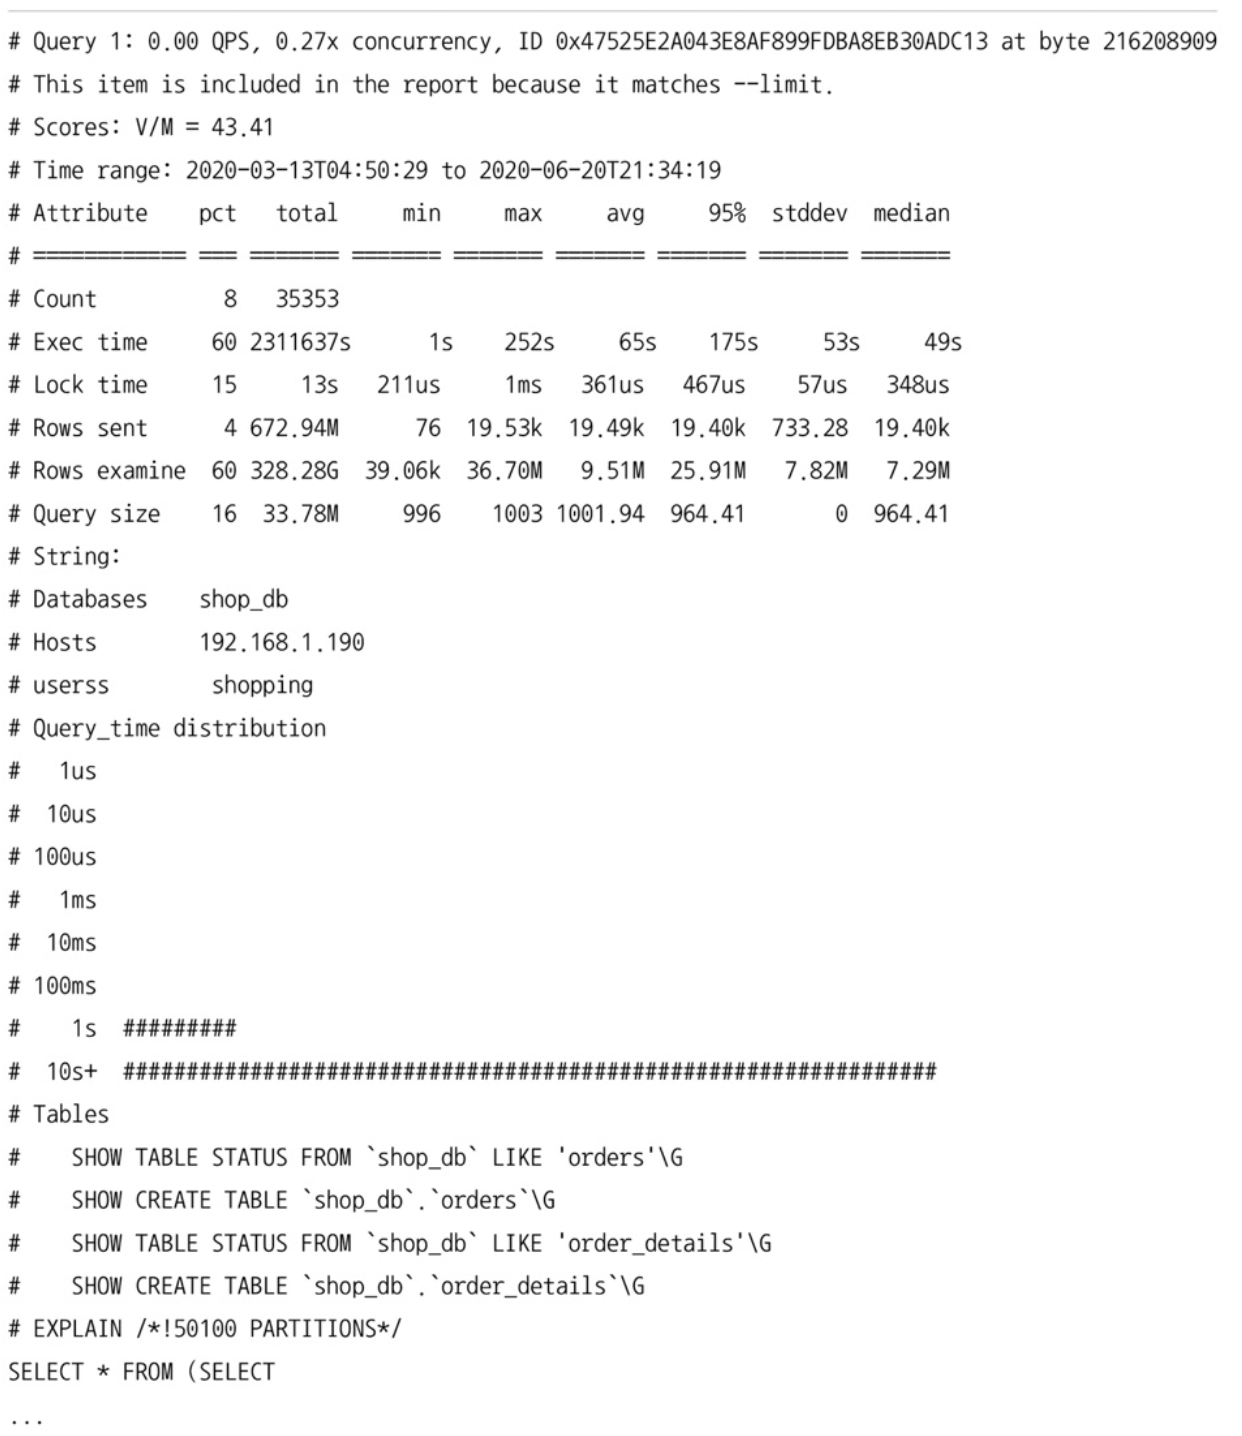 # Query 1: 0.00 QPS, 0.27x concurrency, ID 0x47525E2A043E8AF899FDBA8EB30ADC13 at byte 216208909
# This item is included in the report because it matches --limit.
# Scores: V/M = 43.41
# Time range: 2020-03-13T04:50:29 to 2020-06-20T21:34:19
# Attribute    pct   total     min     max     avg     95%  stddev  median
# ============ === ======= ======= ======= ======= ======= ======= =======
# Count          8   35353
# Exec time     60 2311637s      1s    252s     65s    175s     53s     49s
# Lock time     15     13s   211us     1ms   361us   467us    57us   348us
# Rows sent      4 672.94M      76  19.53k  19.49k  19.40k  733.28  19.40k
# Rows examine  60 328.28G  39.06k  36.70M   9.51M  25.91M   7.82M   7.29M
# Query size    16  33.78M     996    1003 1001.94  964.41       0  964.41
# String:
# Databases    shop_db
# Hosts        192.168.1.190
# userss        shopping
# Query_time distribution
#   1us
#  10us
# 100us
#   1ms
#  10ms
# 100ms
#    1s  #########
#  10s+  ################################################################
# Tables
#    SHOW TABLE STATUS FROM `shop_db` LIKE 'orders'\G
#    SHOW CREATE TABLE `shop_db`.`orders`\G
#    SHOW TABLE STATUS FROM `shop_db` LIKE 'order_details'\G
#    SHOW CREATE TABLE `shop_db`.`order_details`\G
# EXPLAIN /*!50100 PARTITIONS*/
SELECT * FROM (SELECT
...